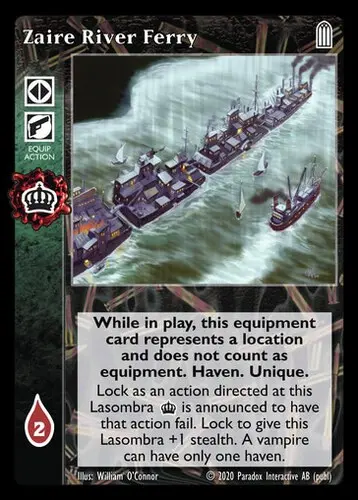 Zaire River Ferry
EQUIP
ACTION
While in play, this equipment
card represents a location
and does not count as
equipment. Haven. Unique.
Lock as an action directed at this
Lasombra is announced to have
that action fail. Lock to give this
Lasombra +1 stealth. A vampire
can have only one haven.
2
Illus: William O'Connor © 2020 Paradox Interactive AB (publ)